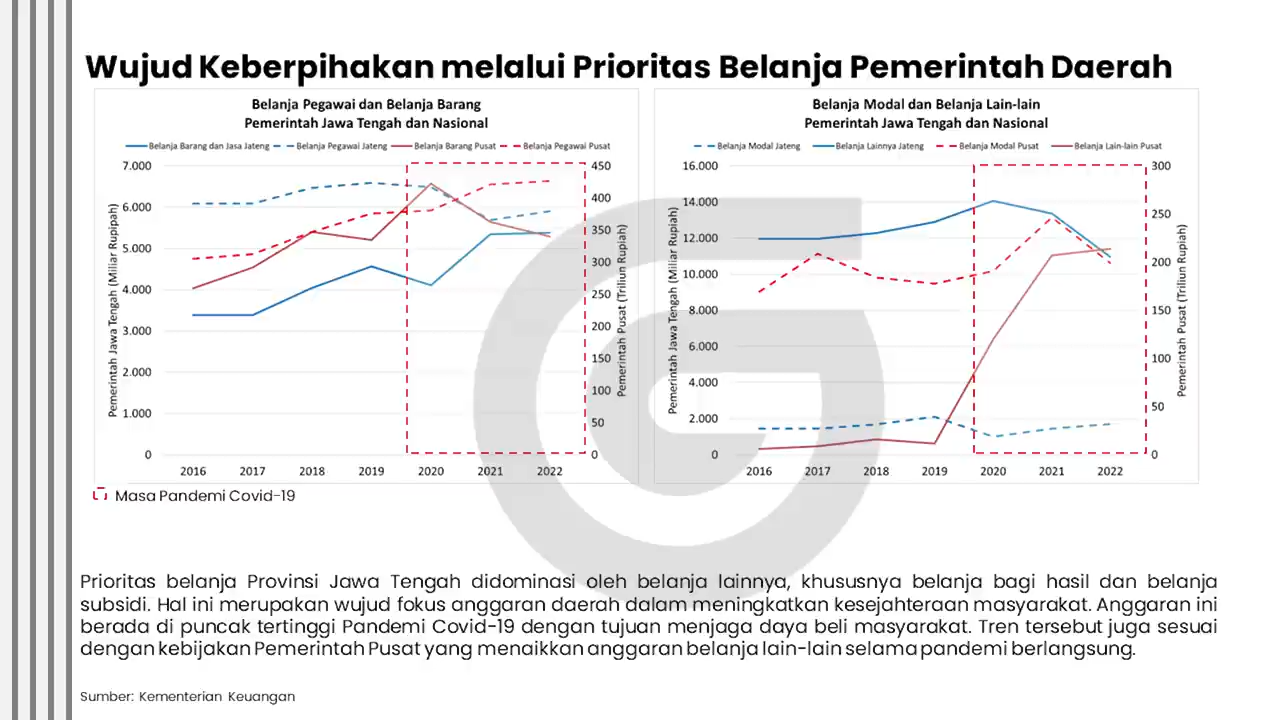 Wujud Keberpihakan melalui Prioritas Belanja Pemerintah Daerah
Belanja Pegawai dan Belanja Barang
Pemerintah Jawa Tengah dan Nasional
Belanja Barang dan Jasa Jateng Belanja Pegawai Jateng Belanja Barang Pusat Belanja Pegawai Pusat
7.000
6.000
5.000
4.000
3.000
2.000
1.000
0
Pemerintah Jawa Tengah (Miliar Rupipah)
450
400
350
300
250
200
150
100
50
0
Pemerintah Pusat (Triliun Rupiah)
2016 2017 2018 2019 2020 2021 2022
Belanja Modal dan Belanja Lain-lain
Pemerintah Jawa Tengah dan Nasional
Belanja Modal Jateng Belanja Lainnya Jateng Belanja Modal Pusat Belanja Lain-lain Pusat
16.000
14.000
12.000
10.000
8.000
6.000
4.000
2.000
0
Pemerintah Jawa Tengah (Miliar Rupiah)
300
250
200
150
100
50
0
Pemerintah Pusat (Triliun Rupiah)
2016 2017 2018 2019 2020 2021 2022
Masa Pandemi Covid-19
Prioritas belanja Provinsi Jawa Tengah didominasi oleh belanja lainnya, khususnya belanja bagi hasil dan belanja
subsidi. Hal ini merupakan wujud fokus anggaran daerah dalam meningkatkan kesejahteraan masyarakat. Anggaran ini
berada di puncak tertinggi Pandemi Covid-19 dengan tujuan menjaga daya beli masyarakat. Tren tersebut juga sesuai
dengan kebijakan Pemerintah Pusat yang menaikkan anggaran belanja lain-lain selama pandemi berlangsung.
Sumber: Kementerian Keuangan